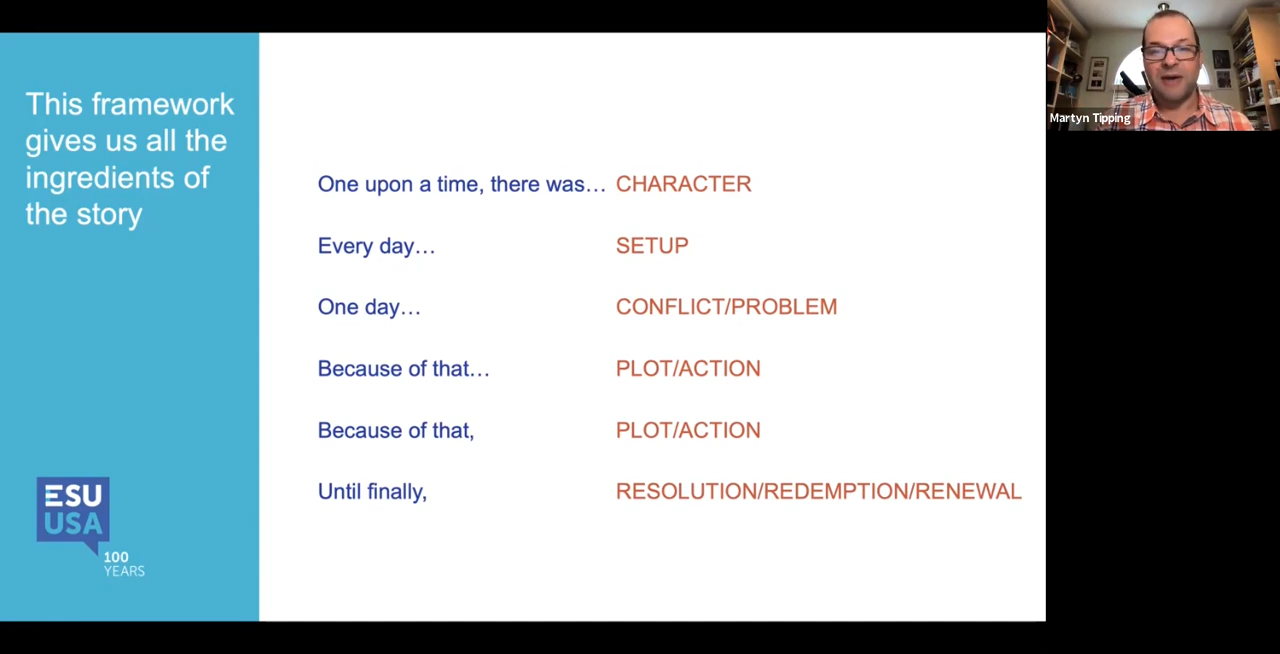 This framework
gives us all the
ingredients of
the story
One upon a time, there was… CHARACTER
Every day… SETUP
One day… CONFLICT/PROBLEM
Because of that… PLOT/ACTION
Because of that, PLOT/ACTION
Until finally, RESOLUTION/REDEMPTION/RENEWAL
ESU
USA
100
YEARS
Martyn Tipping